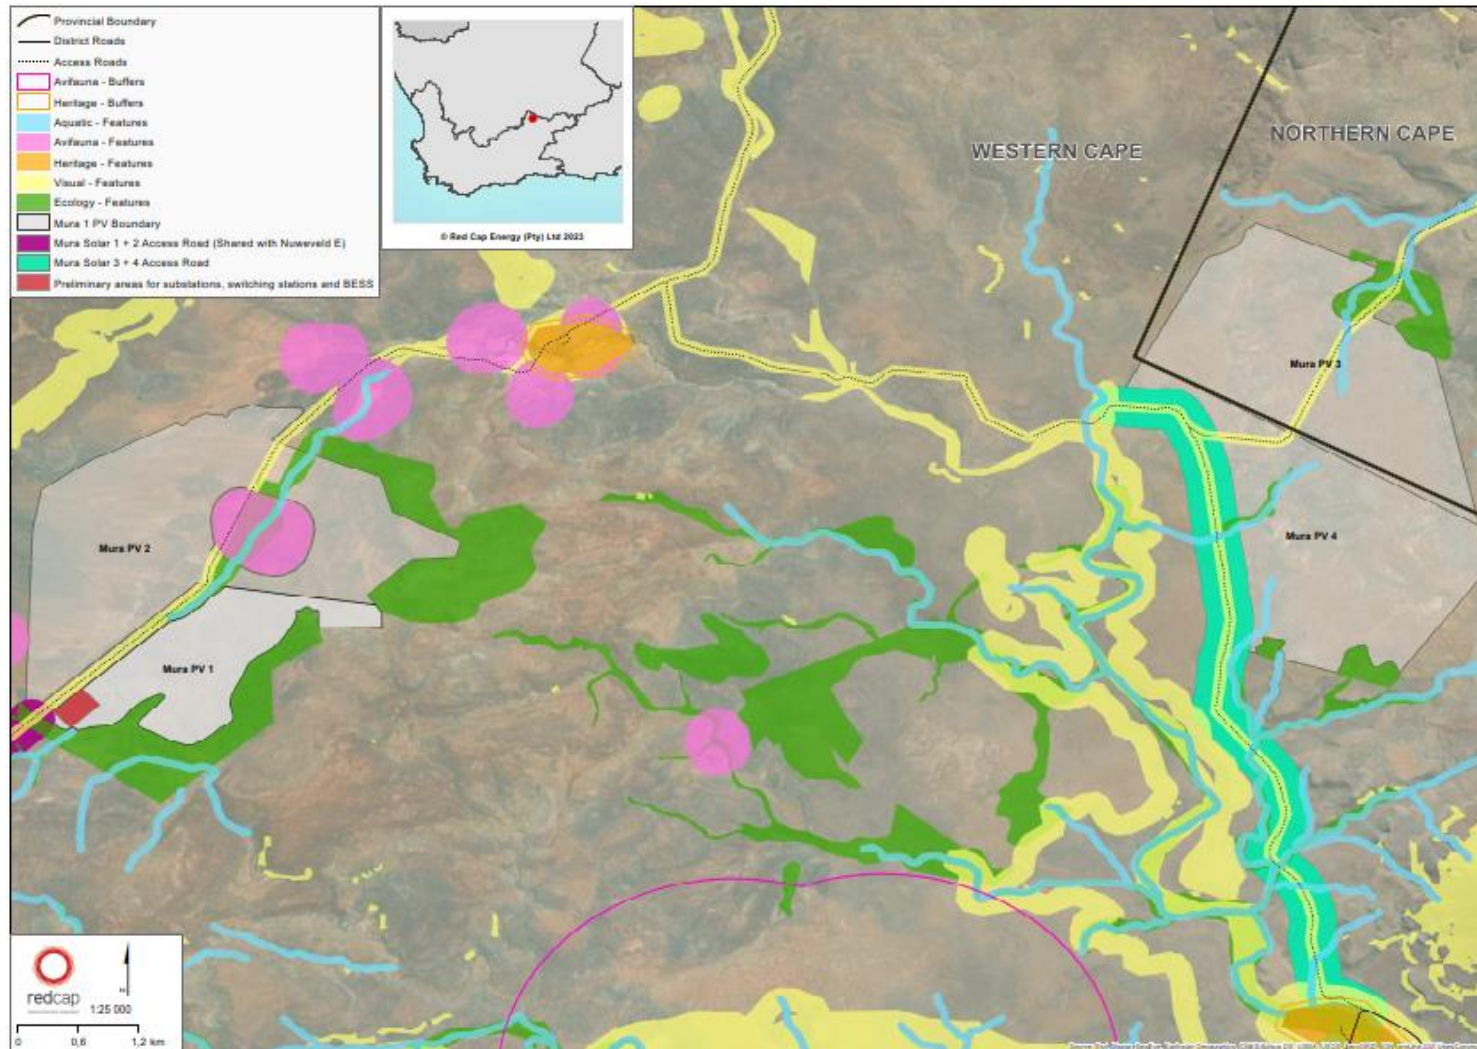 Provincial Boundary
District Roads
Access Roads
Avifauna - Buffers
Heritage - Buffers
Aquatic - Features
Avifauna - Features
Heritage - Features
Visual - Features
Ecology - Features
Mura 1 PV Boundary
Mura Solar 1 + 2 Access Road (Shared with Nuweveld E)
Mura Solar 3 + 4 Access Road
Preliminary areas for substations, switching stations and BESS
© Red Cap Energy (Pty) Ltd 2023
WESTERN CAPE
NORTHERN CAPE
Mura PV 3
Mura PV 2
Mura PV 4
Mura PV 1
redcap
N
1:25 000
0 0,6 1,2 km